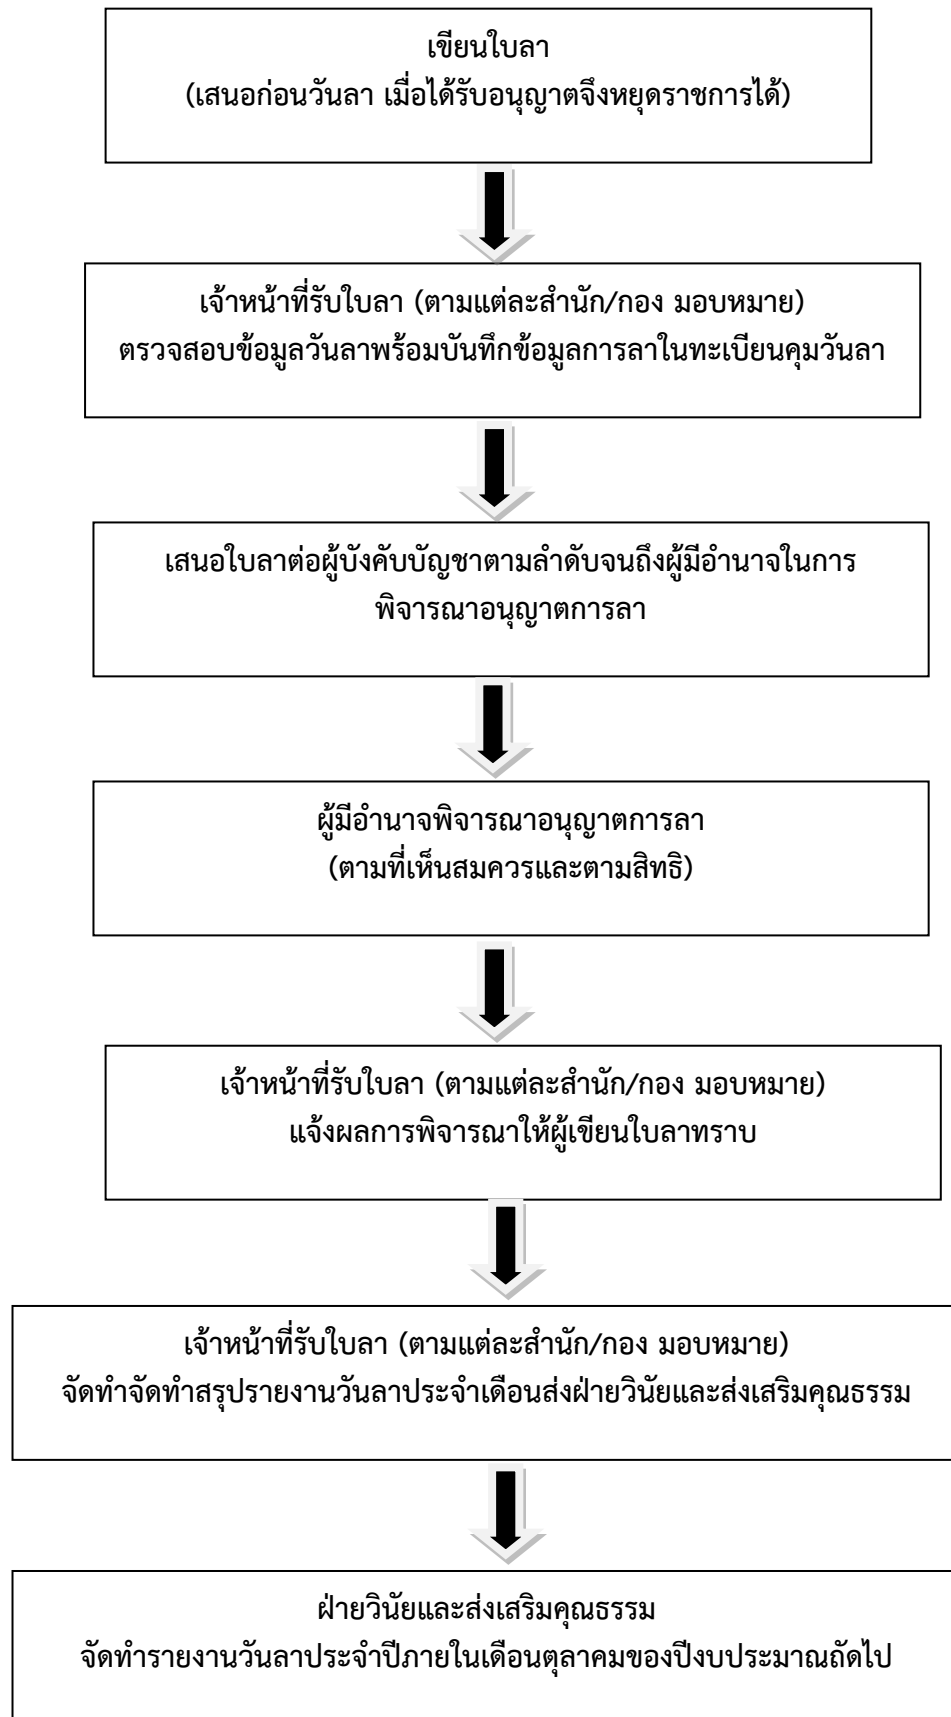 เขียนใบลา
(เสนอก่อนวันลา เมื่อได้รับอนุญาตจึงหยุดราชการได้)
เจ้าหน้าที่รับใบลา (ตามแต่ละสำนัก/กอง มอบหมาย)
ตรวจสอบข้อมูลวันลาพร้อมบันทึกข้อมูลการลาในทะเบียนคุมวันลา
เสนอใบลาต่อผู้บังคับบัญชาตามลำดับจนถึงผู้มีอำนาจในการ
พิจารณาอนุญาตการลา
ผู้มีอำนาจพิจารณาอนุญาตการลา
(ตามที่เห็นสมควรและตามสิทธิ)
เจ้าหน้าที่รับใบลา (ตามแต่ละสำนัก/กอง มอบหมาย)
แจ้งผลการพิจารณาให้ผู้เขียนใบลาทราบ
เจ้าหน้าที่รับใบลา (ตามแต่ละสำนัก/กอง มอบหมาย)
จัดทำจัดทำสรุปรายงานวันลาประจำเดือนส่งฝ่ายวินัยและส่งเสริมคุณธรรม
ฝ่ายวินัยและส่งเสริมคุณธรรม
จัดทำรายงานวันลาประจำปีภายในเดือนตุลาคมของปีงบประมาณถัดไป